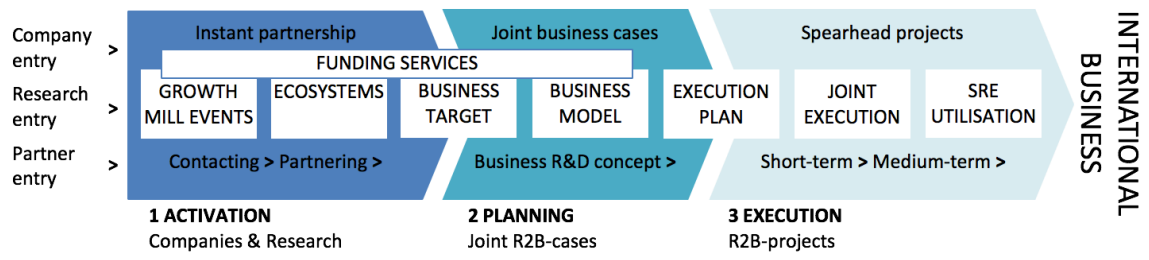 Company
entry
>
Research
entry
>
Partner
entry
>
Instant partnership
Joint business cases
Spearhead projects
FUNDING SERVICES
GROWTH
MILL EVENTS
ECOSYSTEMS
BUSINESS
TARGET
BUSINESS
MODEL
EXECUTION
PLAN
JOINT
EXECUTION
SRE
UTILISATION
Contacting > Partnering >
Business R&D concept >
Short-term > Medium-term >
1 ACTIVATION
Companies & Research
2 PLANNING
Joint R2B-cases
3 EXECUTION
R2B-projects
INTERNATIONAL
BUSINESS